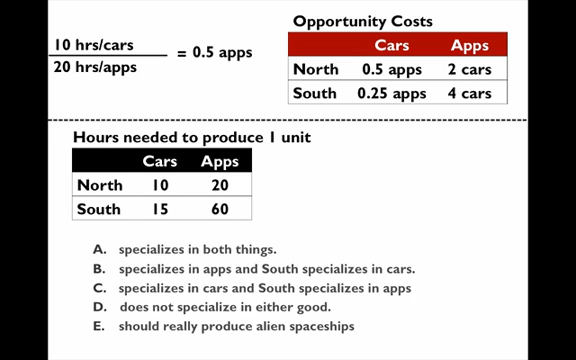 Opportunity Costs
10 hrs/cars
20 hrs/apps
= 0.5 apps
Cars Apps
North 0.5 apps 2 cars
South 0.25 apps 4 cars
Hours needed to produce 1 unit
Cars Apps
North 10 20
South 15 60
A. specializes in both things.
B. specializes in apps and South specializes in cars.
C. specializes in cars and South specializes in apps
D. does not specialize in either good.
E. should really produce alien spaceships